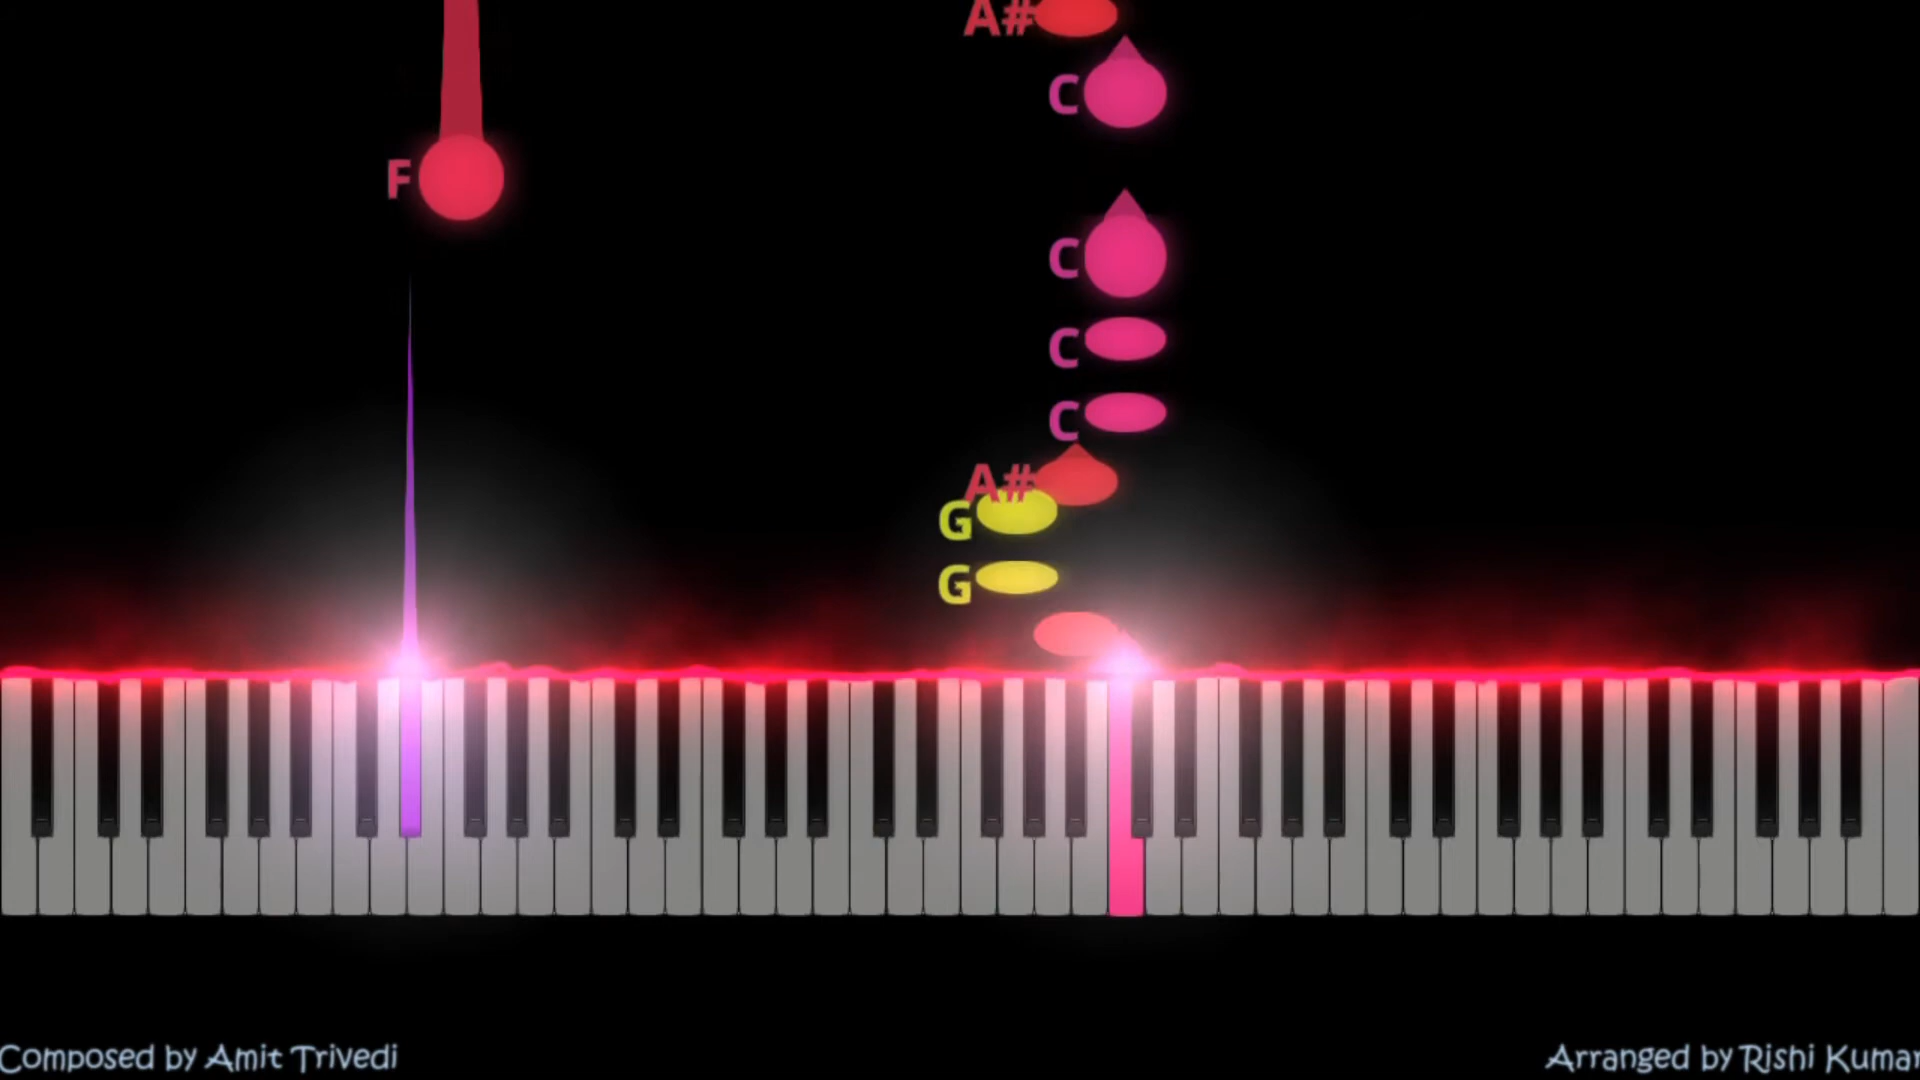 A#
C
F
C
C
C
A#
G
G
Composed by Amit Trivedi
Arranged by Rishi Kumar